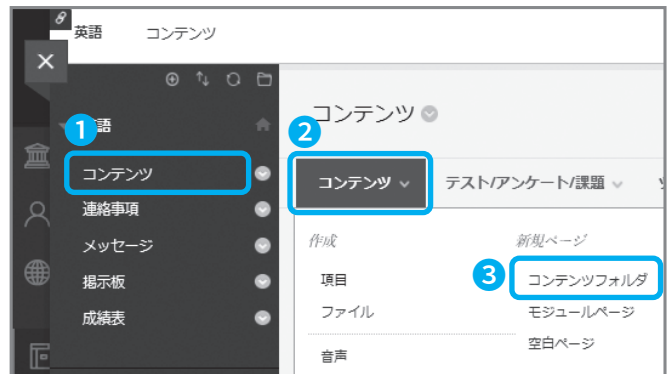 英語 コンテンツ
1 語
コンテンツ
連絡事項
メッセージ
掲示板
成績表
コンテンツ
2
コンテンツ テスト/アンケート/課題
作成 新規ページ
項目 3 コンテンツフォルダ
ファイル モジュールページ
音声 空白ページ